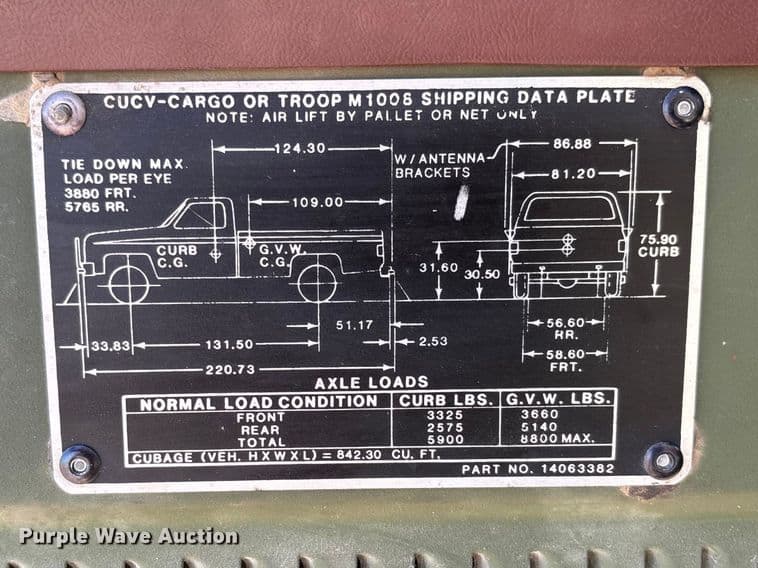 CUCV-CARGO OR TROOP M1008 SHIPPING DATA PLATE
NOTE: AIR LIFT BY PALLET OR NET ONLY
TIE DOWN MAX.
LOAD PER EYE
3880 FRT.
5765 RR.
124.30
109.00
CURB
C.G.
G.V.W.
C.G.
W/ANTENNA
BRACKETS
86.88
81.20
75.90
CURB
31.60
30.50
51.17
2.53
33.83
131.50
220.73
56.60
RR.
58.60
FRT.
AXLE LOADS
NORMAL LOAD CONDITION CURB LBS. G.V.W. LBS.
FRONT 3325 3660
REAR 2575 5140
TOTAL 5900 8800 MAX.
CUBAGE (VEH. HXWXL) = 842.30 CU. FT.
PART NO. 14063382
Purple Wave Auction